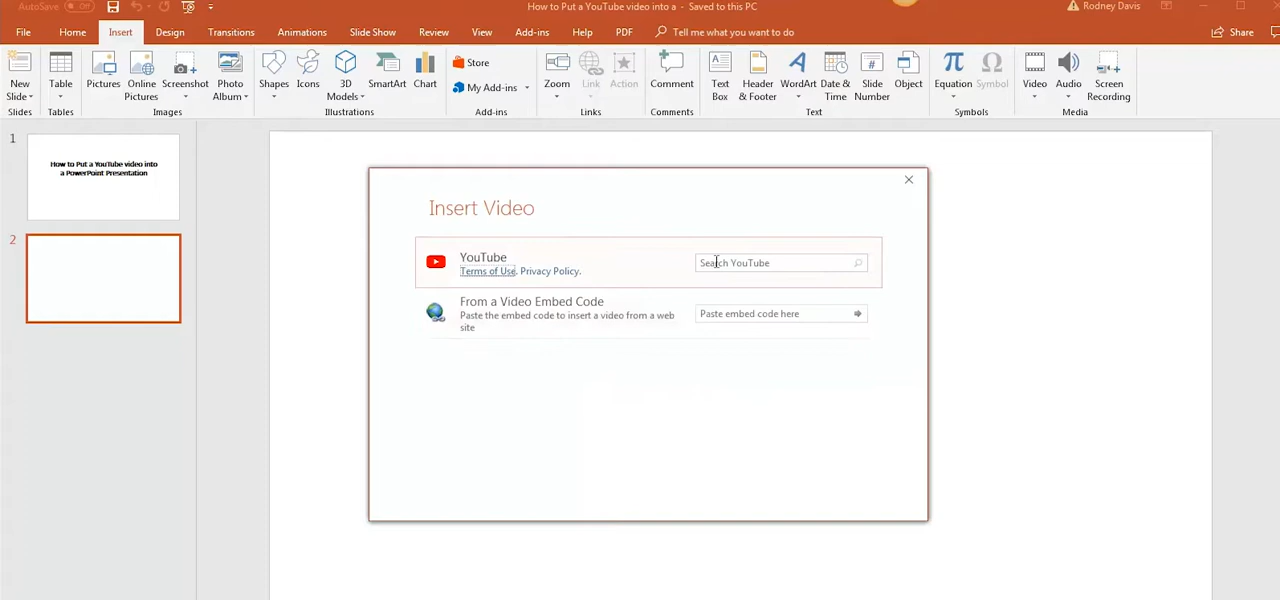 AutoSave Off How to Put a YouTube video into a - Saved to this PC Rodney Davis
File Home Insert Design Transitions Animations Slide Show Review View Add-ins Help PDF Tell me what you want to do Share
New Slide Table Pictures Online Pictures Screenshot Photo Album Shapes Icons 3D Models SmartArt Chart Store My Add-ins Zoom Link Action Comment Text Box Header & Footer WordArt Date & Time Slide Number Object Equation Symbol Video Audio Screen Recording
Slides Tables Images Illustrations Add-ins Links Comments Text Symbols Media
1
How to Put a YouTube video into
a PowerPoint Presentation
2
Insert Video
YouTube
Terms of Use. Privacy Policy.
Search YouTube
From a Video Embed Code
Paste the embed code to insert a video from a web
site
Paste embed code here